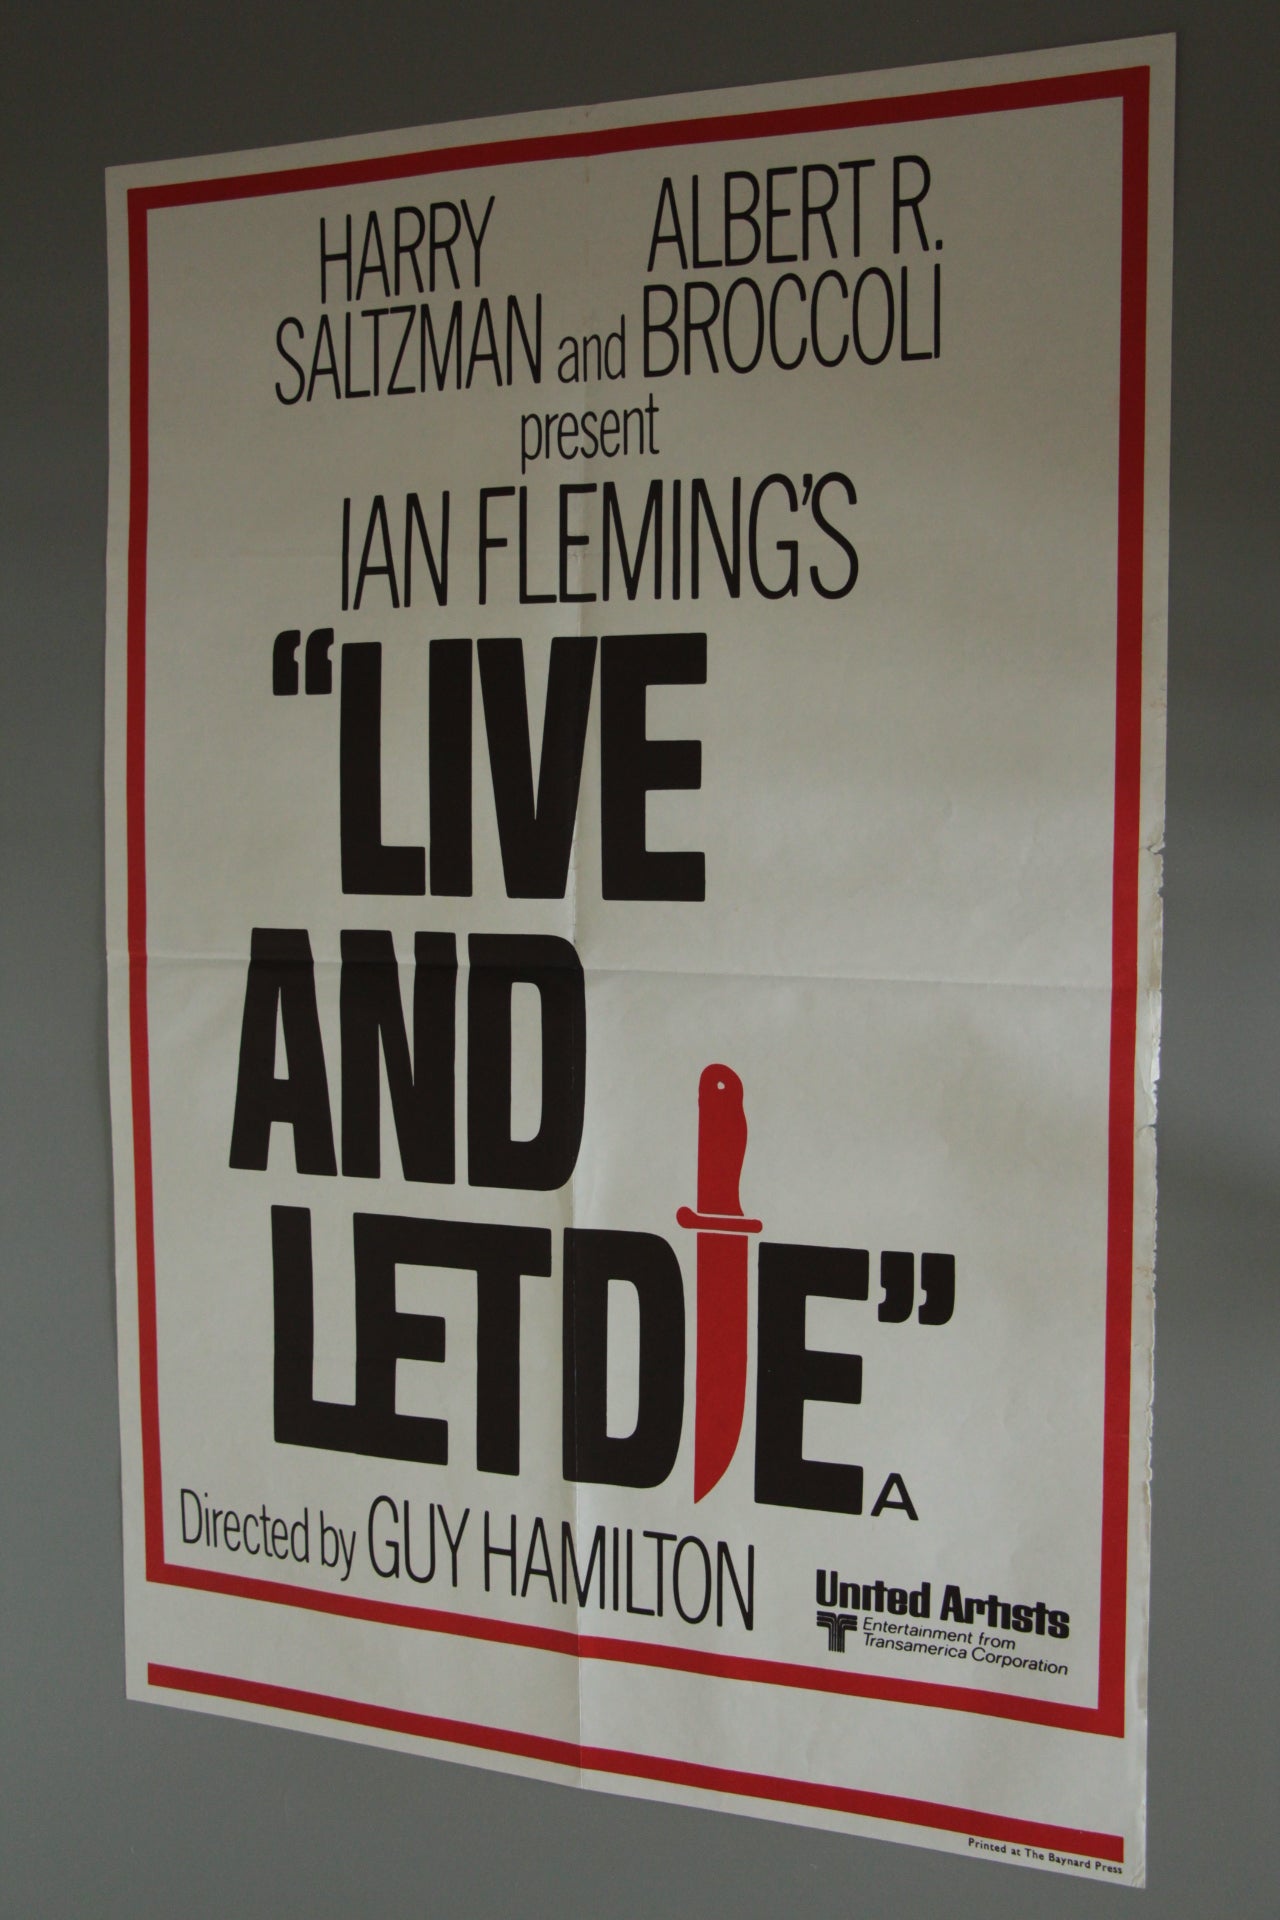 HARRY ALBERT R.
SALTZMAN and BROCCOLI
present
IAN FLEMING'S
“LIVE
AND
LET DIE”
A
Directed by GUY HAMILTON
United Artists
Entertainment from
Transamerica Corporation
Printed at The Baynard Press